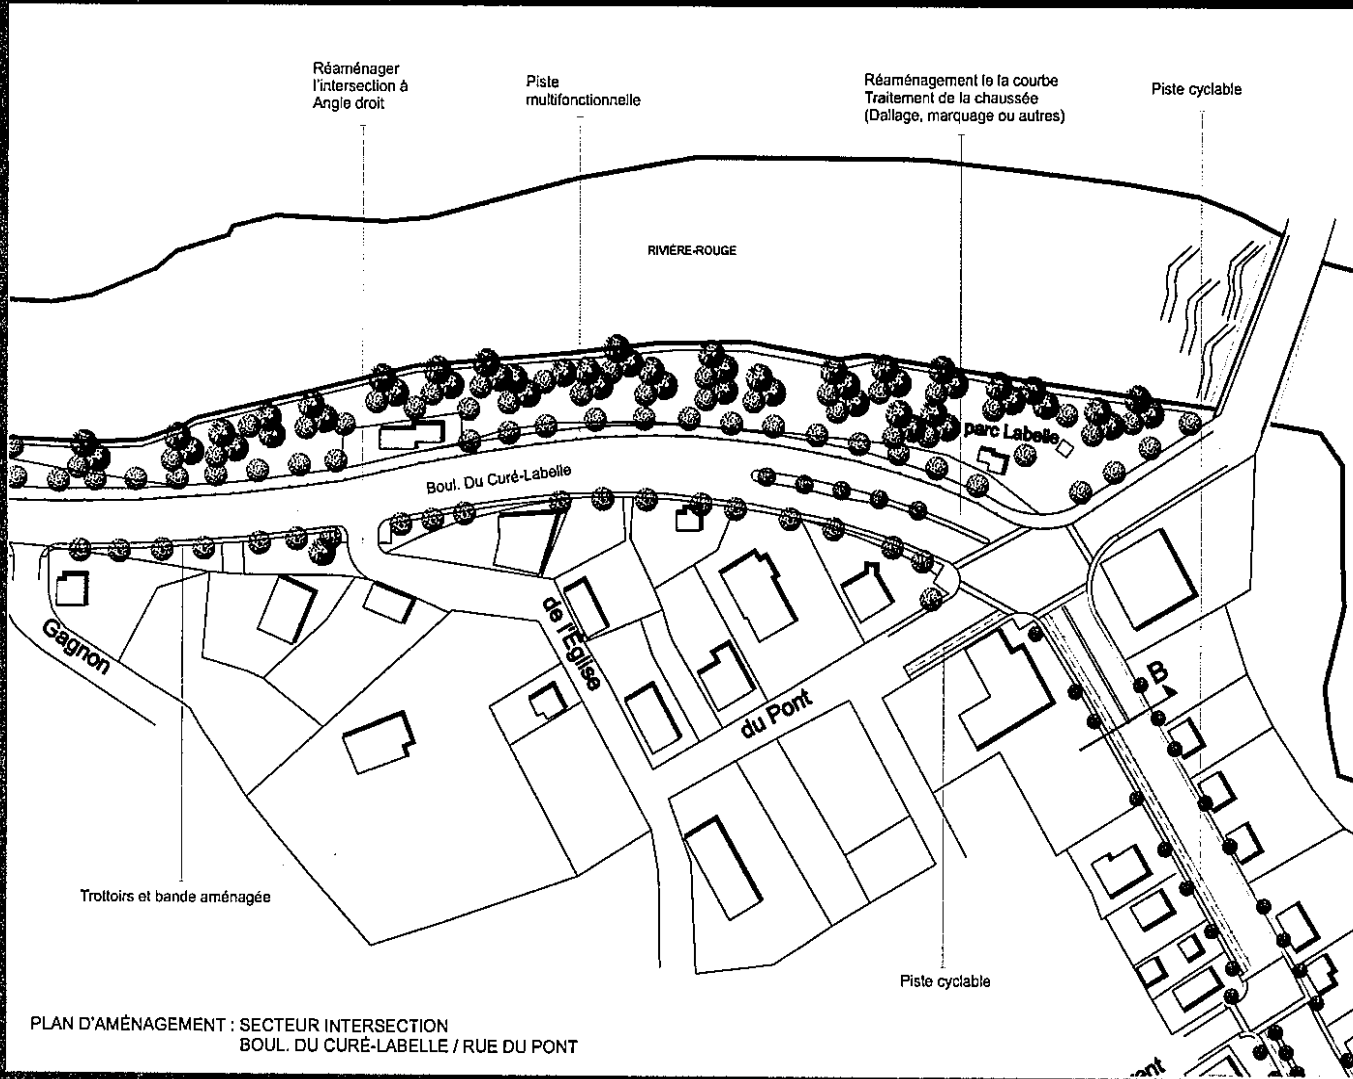 Réaménager
l'intersection à
Angle droit
Piste
multifonctionnelle
Réaménagement le la courbe
Traitement de la chaussée
(Dallage, marquage ou autres)
Piste cyclable
RIVIÈRE-ROUGE
parc Labelle
Boul. Du Curé-Labelle
Gagnon
de l'Église
du Pont
B
Trottoirs et bande aménagée
Piste cyclable
PLAN D'AMÉNAGEMENT : SECTEUR INTERSECTION
BOUL. DU CURÉ-LABELLE / RUE DU PONT